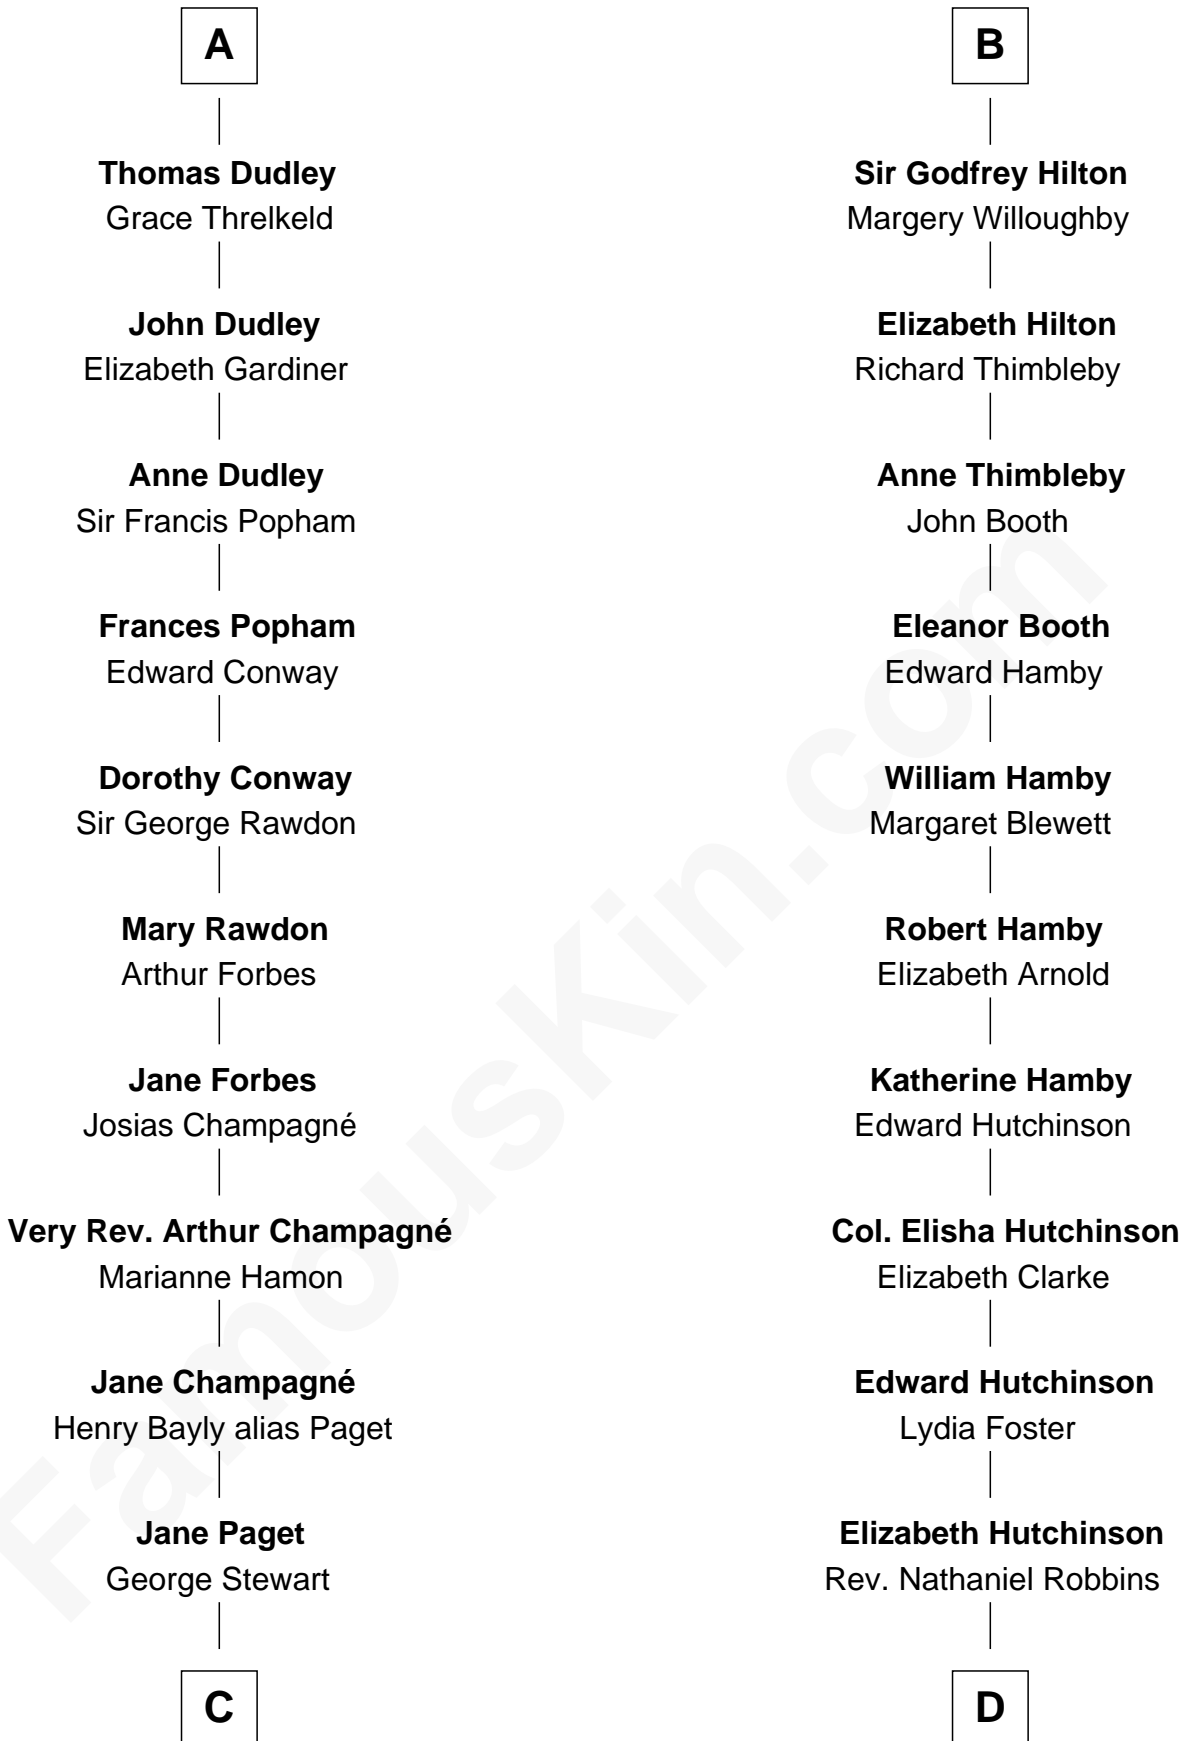 A
Thomas Dudley
Grace Threlkeld
John Dudley
Elizabeth Gardiner
Anne Dudley
Sir Francis Popham
Frances Popham
Edward Conway
Dorothy Conway
Sir George Rawdon
Mary Rawdon
Arthur Forbes
Jane Forbes
Josias Champagné
Very Rev. Arthur Champagné
Marianne Hamon
Jane Champagné
Henry Bayly alias Paget
Jane Paget
George Stewart
C
B
Sir Godfrey Hilton
Margery Willoughby
Elizabeth Hilton
Richard Thimbleby
Anne Thimbleby
John Booth
Eleanor Booth
Edward Hamby
William Hamby
Margaret Blewett
Robert Hamby
Elizabeth Arnold
Katherine Hamby
Edward Hutchinson
Col. Elisha Hutchinson
Elizabeth Clarke
Edward Hutchinson
Lydia Foster
Elizabeth Hutchinson
Rev. Nathaniel Robbins
D
FamousKin.com